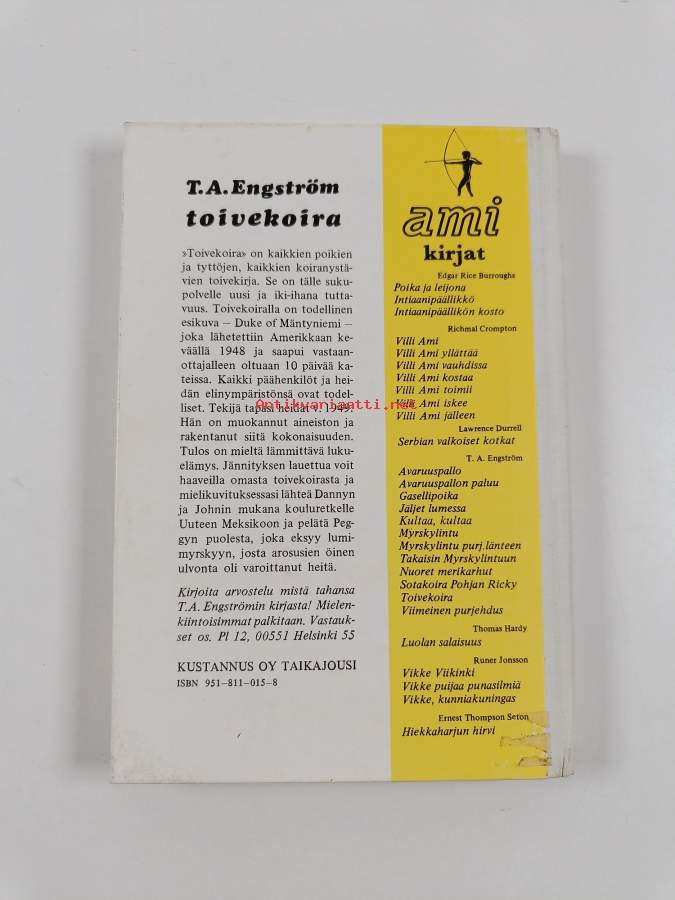 T.A. Engström
toivekoira
»Toivekoira» on kaikkien poikien
ja tyttöjen, kaikkien koiranystä-
vien toivekirja. Se on tälle suku-
polvelle uusi ja iki-ihana tutta-
vuus. Toivekoiralla on todellinen
esikuva — Duke of Mäntyniemi —
joka lähetettiin Amerikkaan ke-
väällä 1948 ja saapui vastaan-
ottajalleen oltuaan 10 päivää ka-
teissa. Kaikki päähenkilöt ja hei-
dän elinympäristönsä ovat todel-
liset. Tekijä tapasi heidät v. 1949.
Hän on muokannut aineiston ja
rakentanut siitä kokonaisuuden.
Tulos on mieltä lämmittävä luku-
elämys. Jännityksen lauettua voit
haaveilla omasta toivekoirasta ja
mielikuvituksessasi lähteä Dannyn
ja Johnin mukana kouluretkelle
Uuteen Meksikoon ja pelätä Peg-
gyn puolesta, joka eksyy lumi-
myrskyyn, josta arosusien öinen
ulvonta oli varoittanut heitä.
Kirjoita arvostelu mistä tahansa
T.A. Engströmin kirjasta! Mielen-
kiintoisimmat palkitaan. Vastauk-
set os. Pl 12, 00551 Helsinki 55
KUSTANNUS OY TAIKAJOUSI
ISBN 951-811-015-8
ami
kirjat
Edgar Rice Burroughs
Poika ja leijona
Intiaanipäällikkö
Intiaanipäällikön kosto
Richmal Crompton
Villi Ami
Villi Ami yllättää
Villi Ami vauhdissa
Villi Ami kostaa
Villi Ami toimii
Villi Ami iskee
Villi Ami jälleen
Lawrence Durrell
Serbian valkoiset kotkat
T. A. Engström
Avaruuspallo
Avaruuspallon paluu
Gasellipoika
Jäljet lumessa
Kultaa, kultaa
Myrskylintu
Myrskylintu purj.länteen
Takaisin Myrskylintuun
Nuoret merikarhut
Sotakoira Pohjan Ricky
Toivekoira
Viimeinen purjehdus
Thomas Hardy
Luolan salaisuus
Runer Jonsson
Vikke Viikinki
Vikke puijaa punasilmiä
Vikke, kunniakuningas
Ernest Thompson Seton
Hiekkaharjun hirvi
Antikvariaatti.net